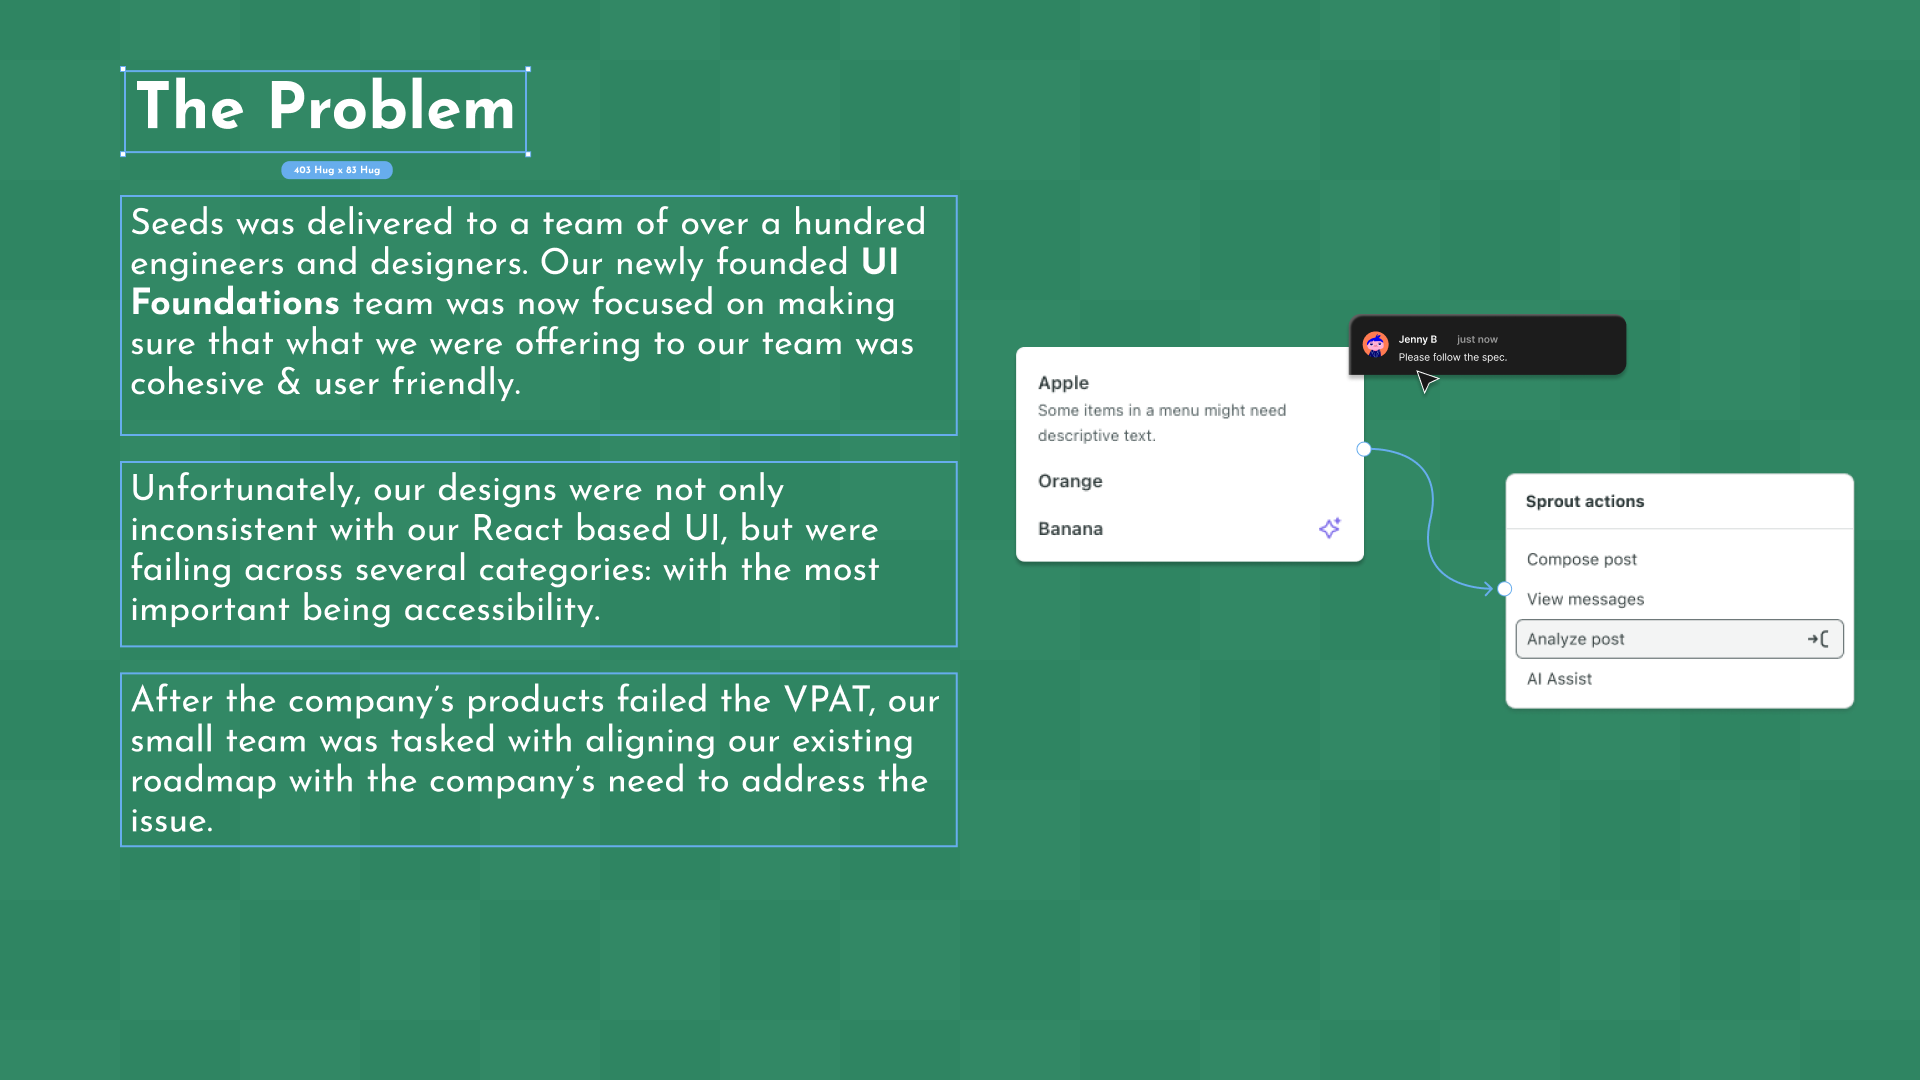 The Problem
403 Hug x 83 Hug
Seeds was delivered to a team of over a hundred
engineers and designers. Our newly founded UI
Foundations team was now focused on making
sure that what we were offering to our team was
cohesive & user friendly.
Unfortunately, our designs were not only
inconsistent with our React based UI, but were
failing across several categories: with the most
important being accessibility.
After the company’s products failed the VPAT, our
small team was tasked with aligning our existing
roadmap with the company’s need to address the
issue.
Jenny B just now
Please follow the spec.
Apple
Some items in a menu might need
descriptive text.
Orange
Banana
Sprout actions
Compose post
View messages
Analyze post
AI Assist